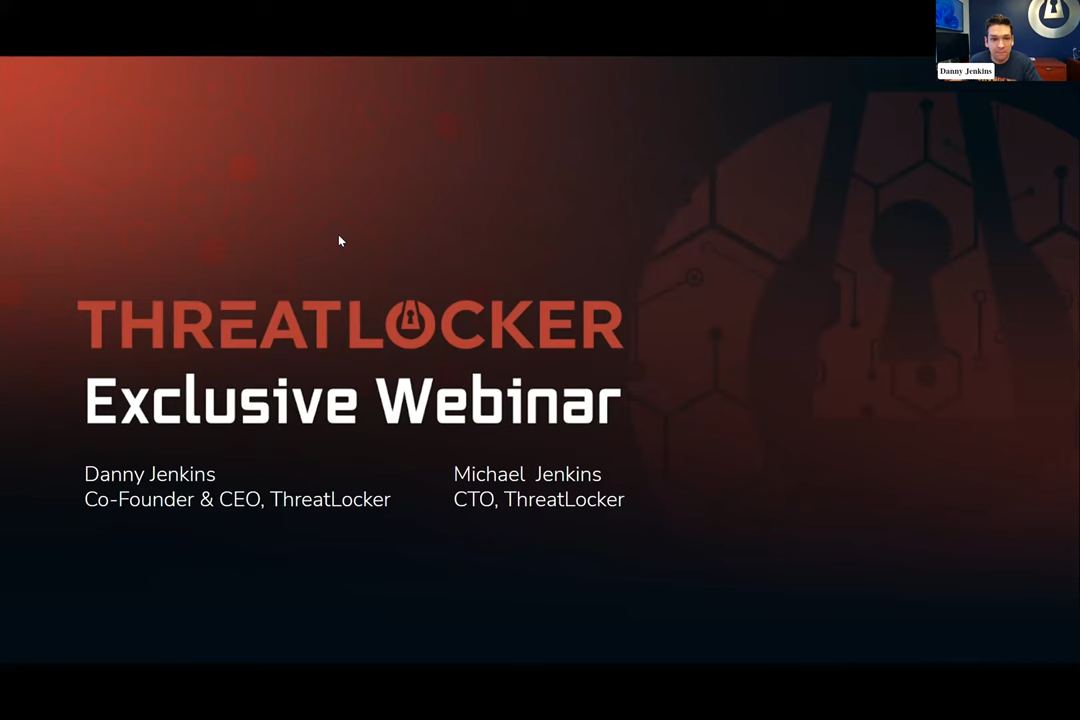 Danny Jenkins
THREATLOCKER
Exclusive Webinar
Danny Jenkins
Co-Founder & CEO, ThreatLocker
Michael Jenkins
CTO, ThreatLocker